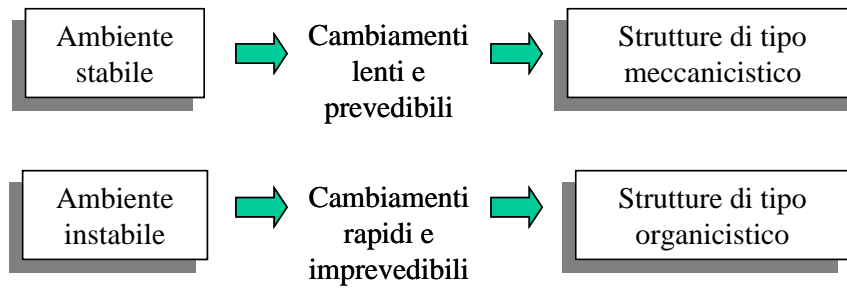 Ambiente
stabile
Cambiamenti
lenti e
prevedibili
Strutture di tipo
meccanicistico
Ambiente
instabile
Cambiamenti
rapidi e
imprevedibili
Strutture di tipo
organicistico